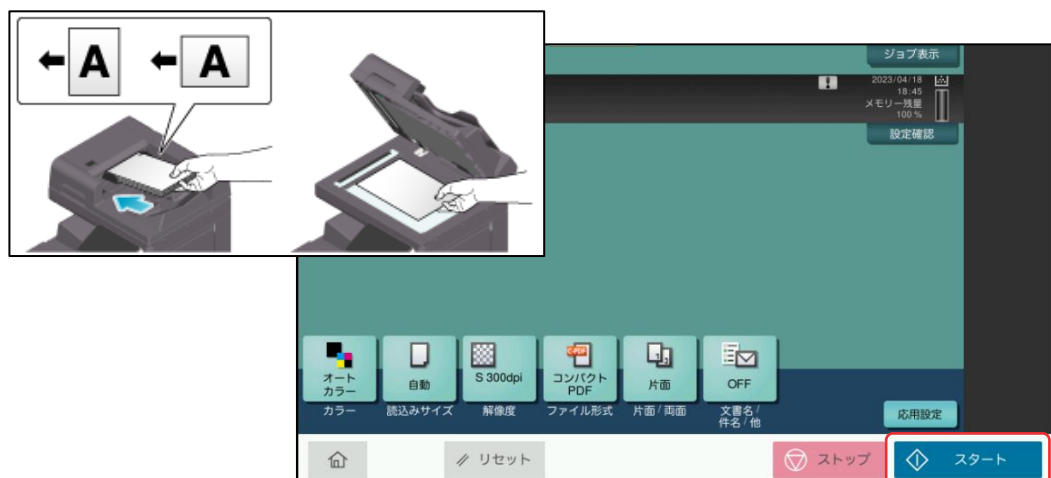 A
A
ジョブ表示
2023/04/18
18:45
メモリー残量
100 %
設定確認
オート
カラー
自動
S 300dpi
C-PDF
コンパクト
PDF
片面
OFF
カラー
読込みサイズ
解像度
ファイル形式
片面 / 両面
文書名 /
件名 / 他
応用設定
リセット
ストップ
スタート